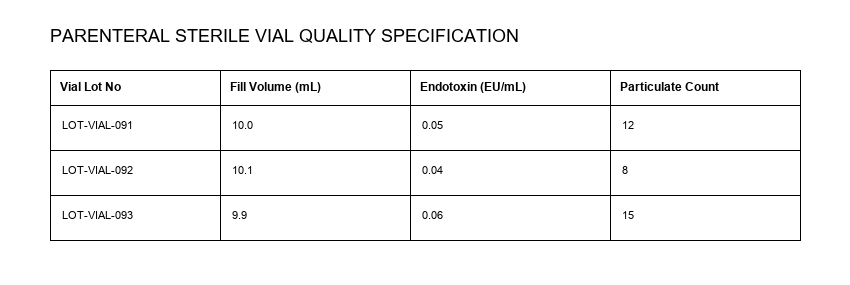 PARENTERAL STERILE VIAL QUALITY SPECIFICATION
Vial Lot No Fill Volume (mL) Endotoxin (EU/mL) Particulate Count
LOT-VIAL-091 10.0 0.05 12
LOT-VIAL-092 10.1 0.04 8
LOT-VIAL-093 9.9 0.06 15